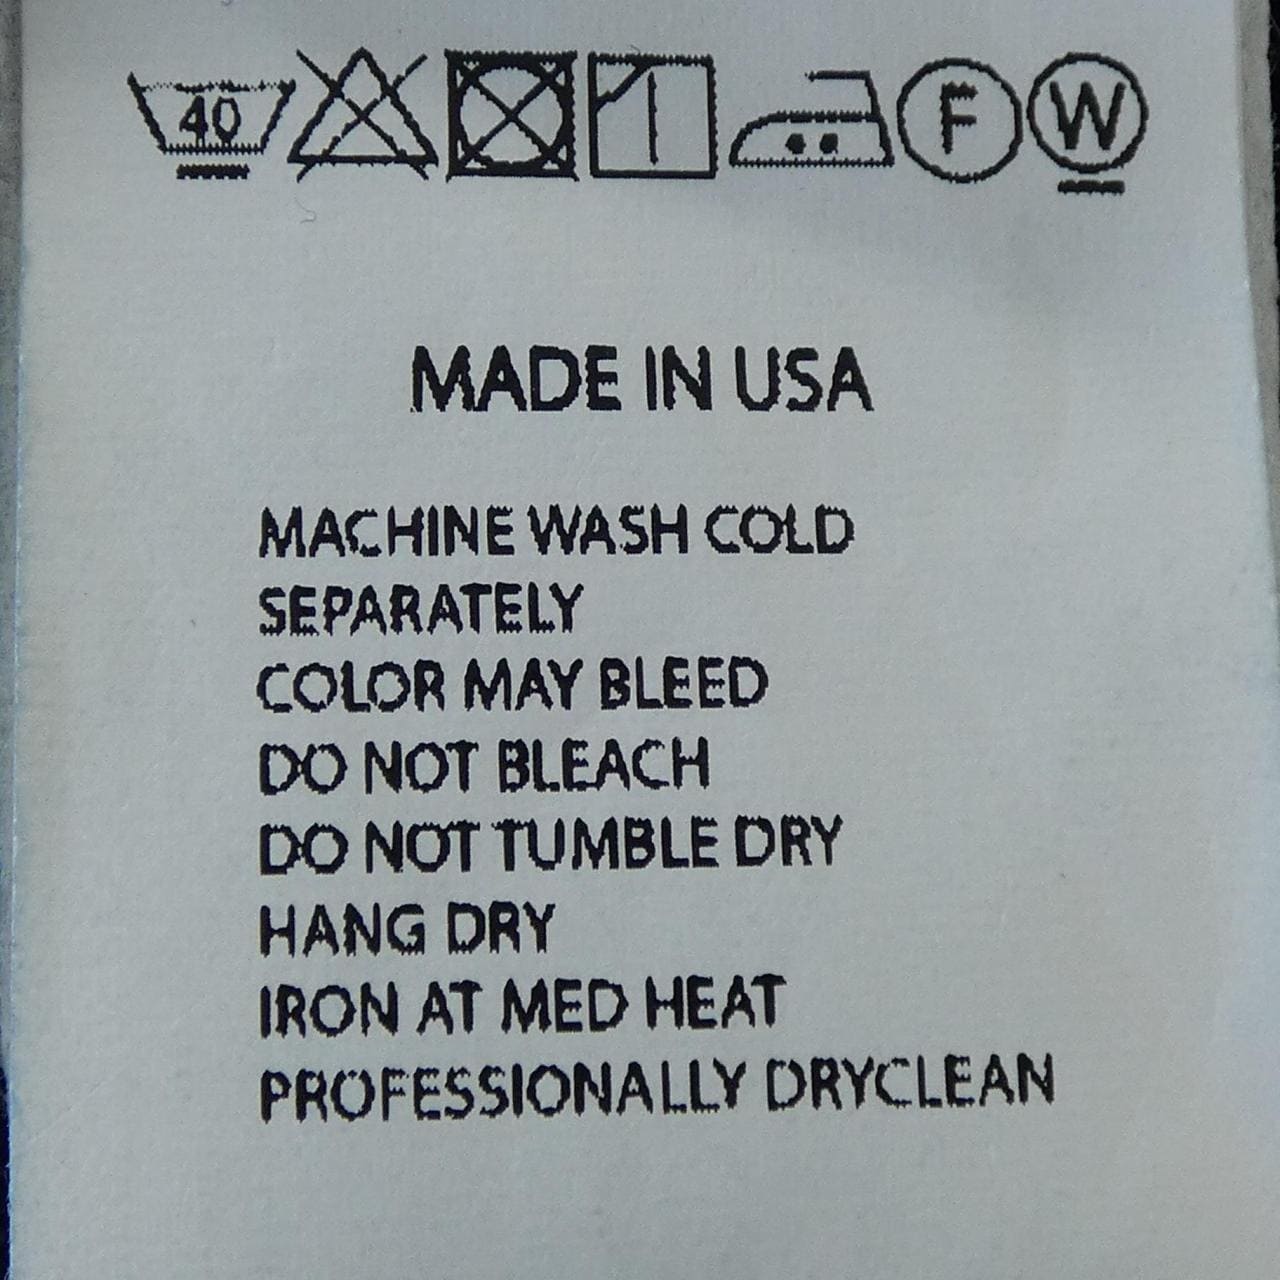 40 F W
MADE IN USA
MACHINE WASH COLD
SEPARATELY
COLOR MAY BLEED
DO NOT BLEACH
DO NOT TUMBLE DRY
HANG DRY
IRON AT MED HEAT
PROFESSIONALLY DRYCLEAN